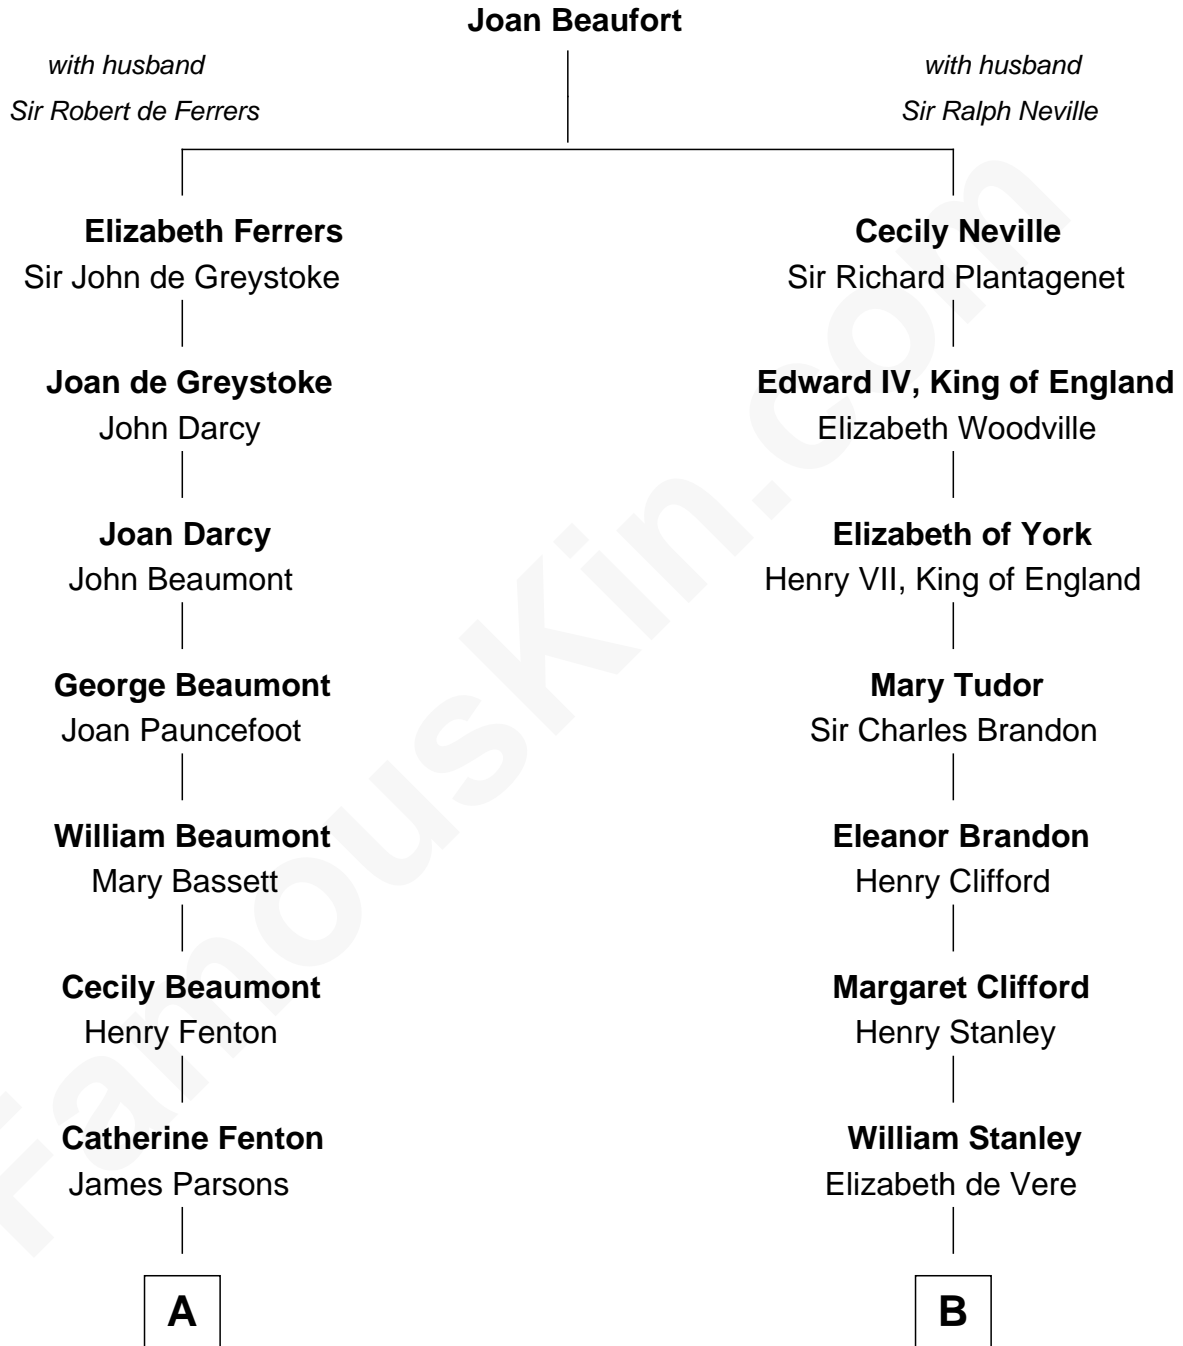 Joan Beaufort
with husband
Sir Robert de Ferrers
with husband
Sir Ralph Neville
Elizabeth Ferrers
Sir John de Greystoke
Cecily Neville
Sir Richard Plantagenet
Joan de Greystoke
John Darcy
Edward IV, King of England
Elizabeth Woodville
Joan Darcy
John Beaumont
Elizabeth of York
Henry VII, King of England
George Beaumont
Joan Pauncefoot
Mary Tudor
Sir Charles Brandon
William Beaumont
Mary Bassett
Eleanor Brandon
Henry Clifford
Cecily Beaumont
Henry Fenton
Margaret Clifford
Henry Stanley
Catherine Fenton
James Parsons
William Stanley
Elizabeth de Vere
A
B
FamousKin.com